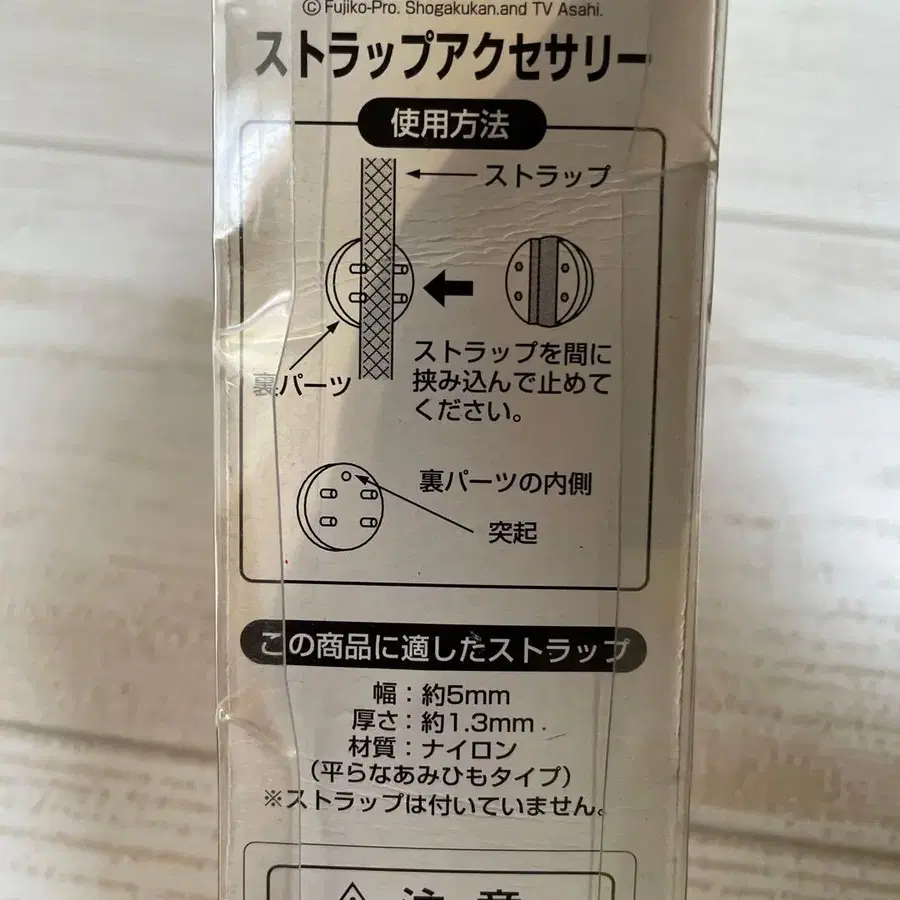 © Fujiko-Pro. Shogakukan.and TV Asahi.
ストラップアクセサリー
使用方法
ストラップ
裏パーツ
ストラップを間に
挟み込んで止めて
ください。
裏パーツの内側
突起
この商品に適したストラップ
幅：約5mm
厚さ：約1.3mm
材質：ナイロン
（平らなあみひもタイプ）
※ストラップは付いていません。
注意